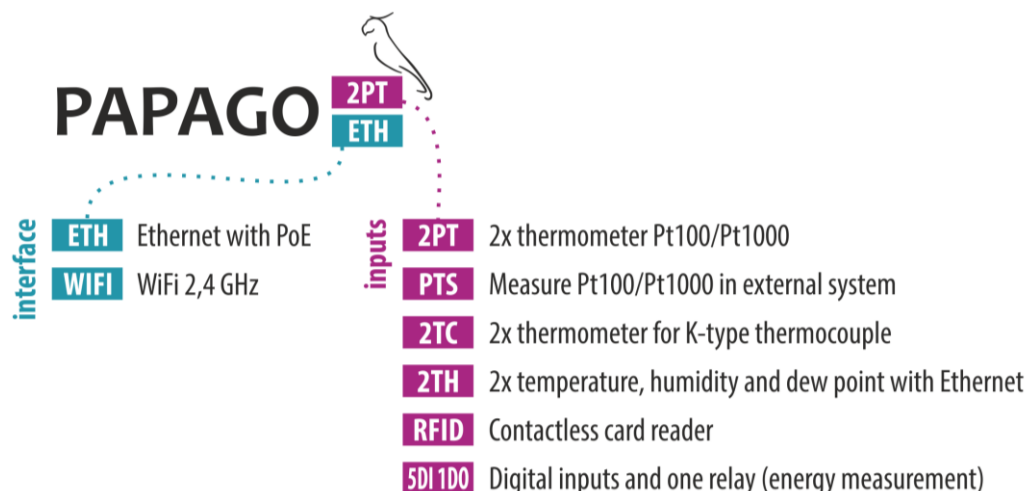 PAPAGO 2PT
ETH
interface
ETH Ethernet with PoE
WIFI WiFi 2,4 GHz
inputs
2PT 2x thermometer Pt100/Pt1000
PTS Measure Pt100/Pt1000 in external system
2TC 2x thermometer for K-type thermocouple
2TH 2x temperature, humidity and dew point with Ethernet
RFID Contactless card reader
5DI 1DO Digital inputs and one relay (energy measurement)